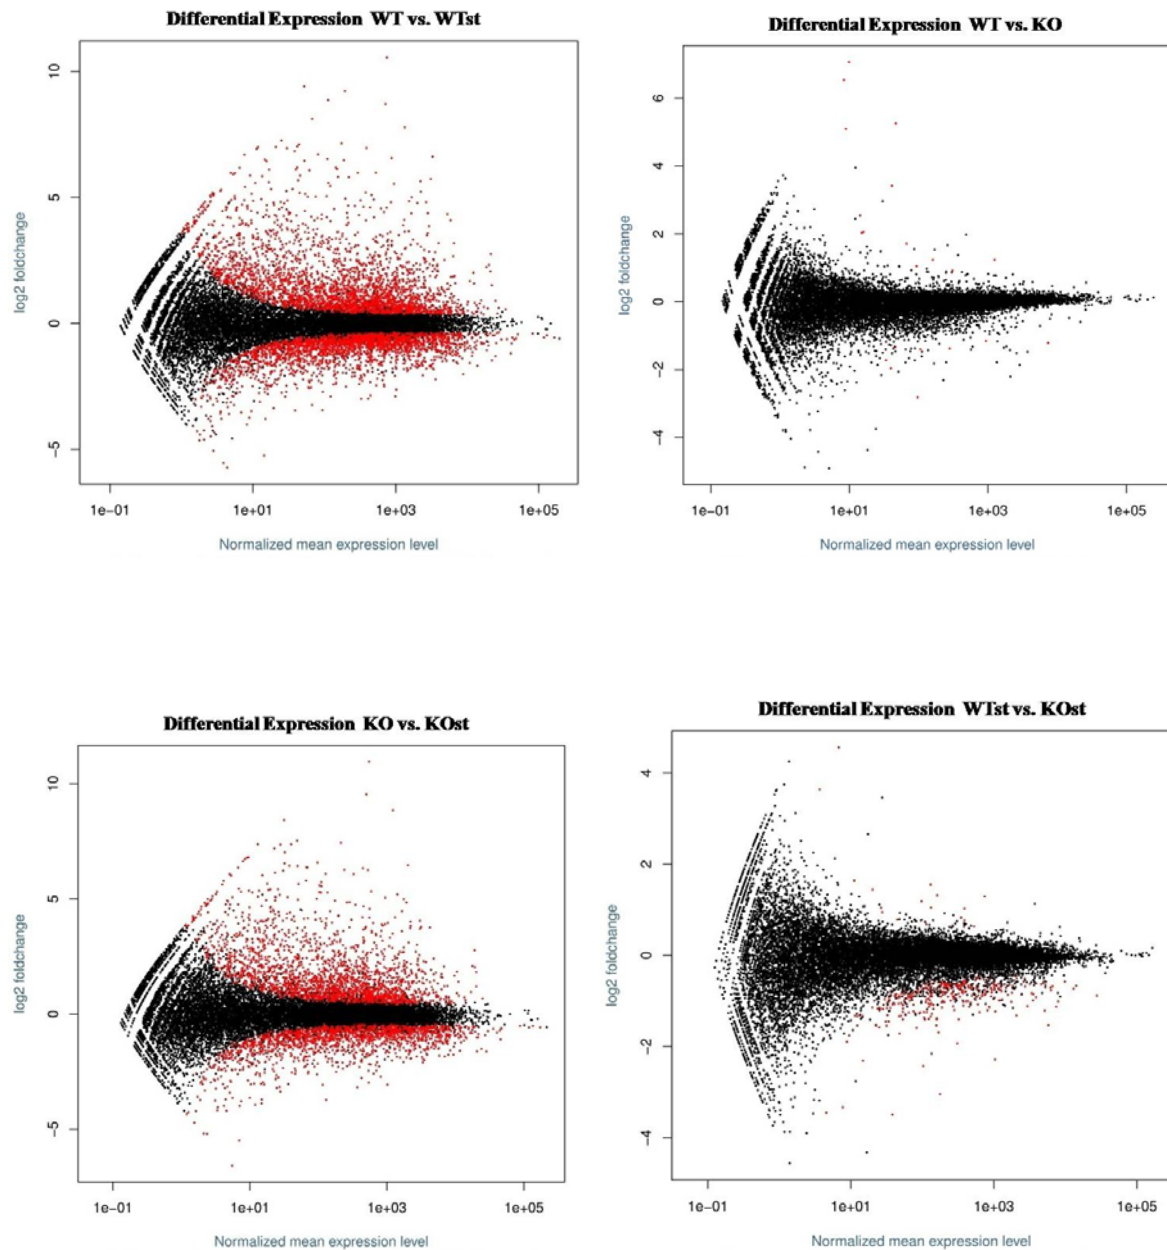 Differential Expression WT vs. WTst
10
5
0
−5
log2 foldchange
1e−01 1e+01 1e+03 1e+05
Normalized mean expression level
Differential Expression WT vs. KO
6
4
2
0
−2
−4
log2 foldchange
1e−01 1e+01 1e+03 1e+05
Normalized mean expression level
Differential Expression KO vs. KOst
10
5
0
−5
log2 foldchange
1e−01 1e+01 1e+03 1e+05
Normalized mean expression level
Differential Expression WTst vs. KOst
4
2
0
−2
−4
log2 foldchange
1e−01 1e+01 1e+03 1e+05
Normalized mean expression level